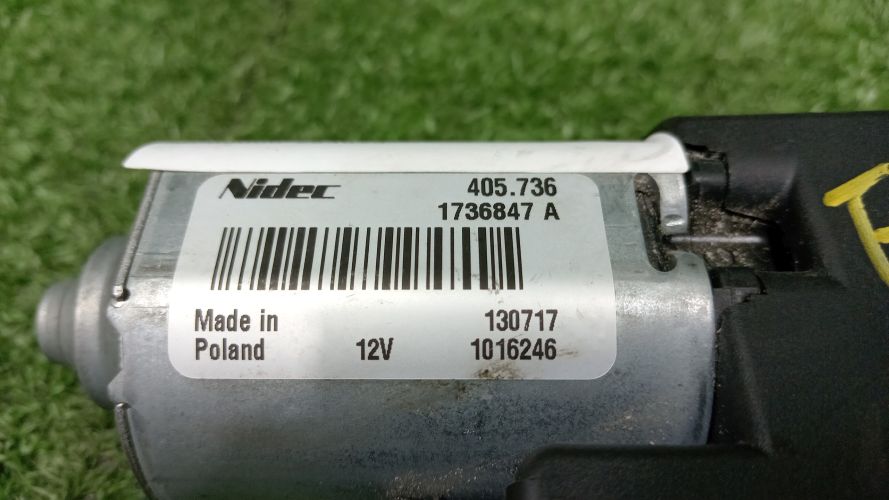 Nidec 405.736
1736847 A
Made in 130717
Poland 12V 1016246